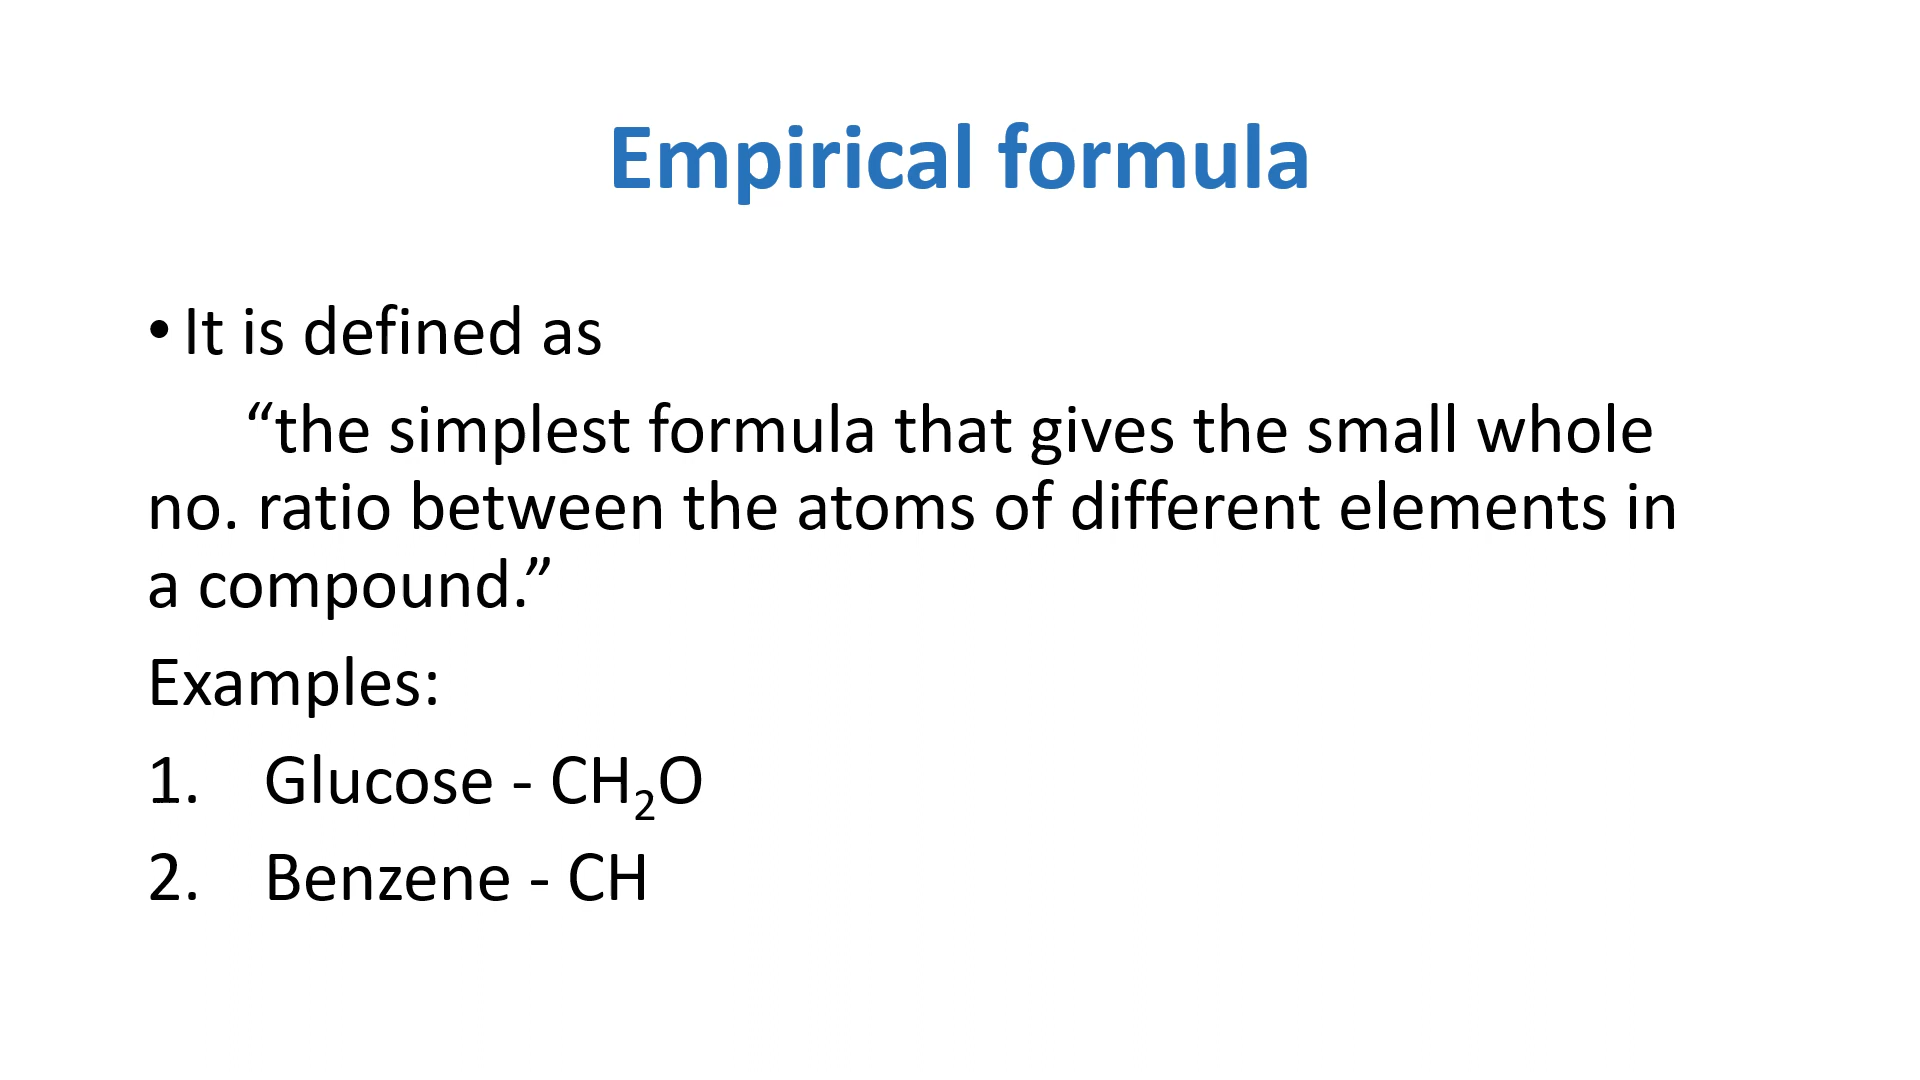 Empirical formula
• It is defined as
“the simplest formula that gives the small whole
no. ratio between the atoms of different elements in
a compound.”
Examples:
1. Glucose - CH₂O
2. Benzene - CH